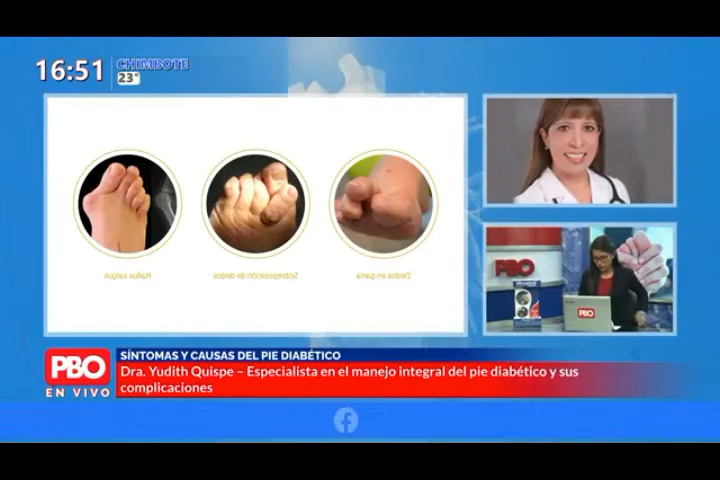 16:51 CHIMBOTE
23°
Hallux valgus
Sobreposición de dedos
Dedos en garra
PBO
PBO
PBO
EN VIVO
SÍNTOMAS Y CAUSAS DEL PIE DIABÉTICO
Dra. Yudith Quispe – Especialista en el manejo integral del pie diabético y sus
complicaciones